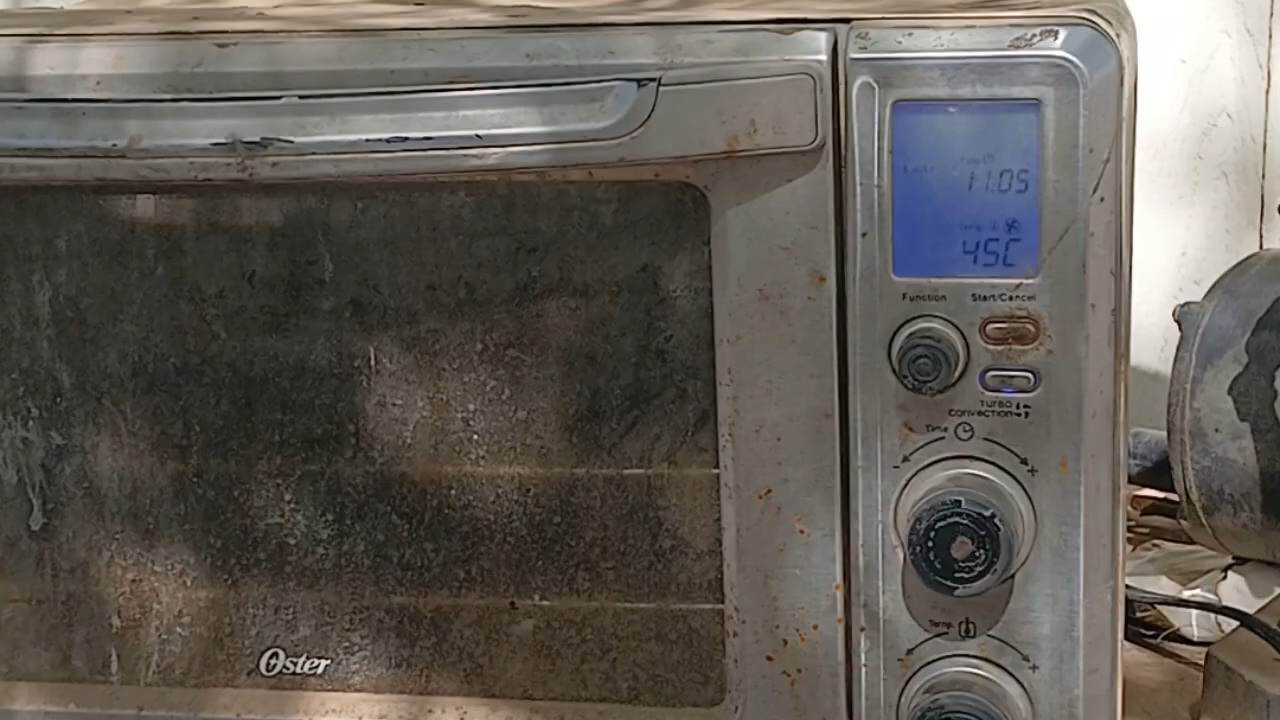 11:05
45C
Function Start/Cancel
TURBO
CONVECTION
Time
- +
Temp.
+
Oster